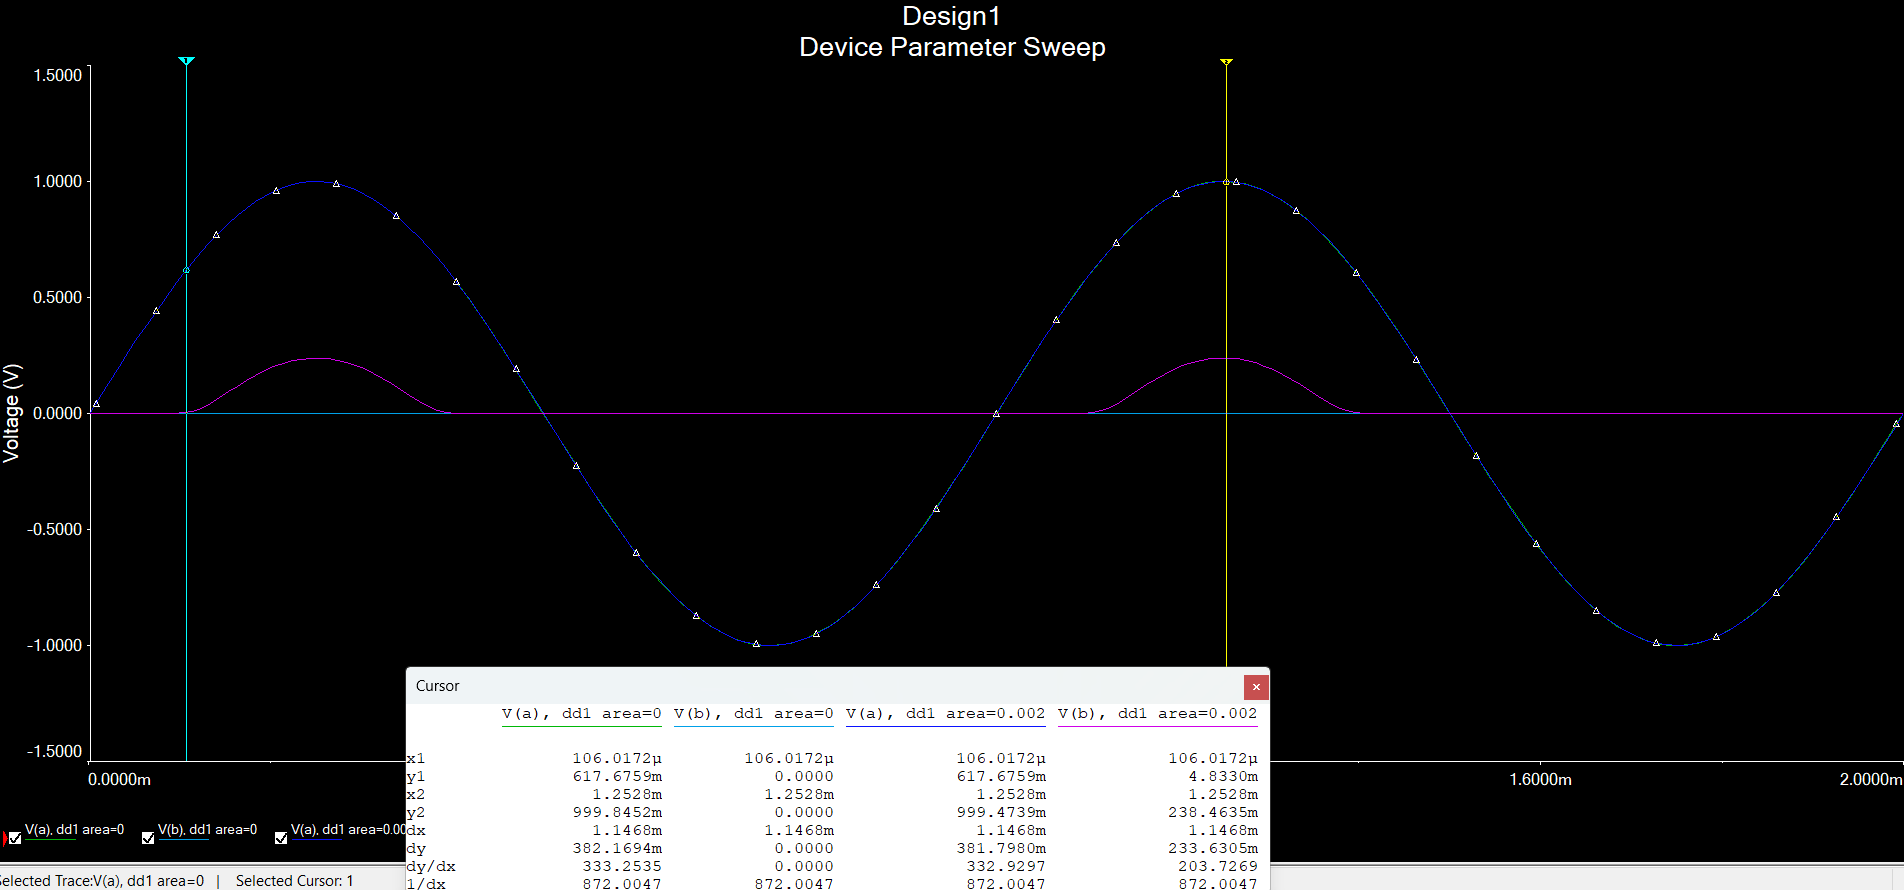 Design1
Device Parameter Sweep
1.5000
1.0000
0.5000
0.0000
-0.5000
-1.0000
-1.5000
Voltage (V)
0.0000m
1.6000m
2.0000m
Cursor
V(a), dd1 area=0 V(b), dd1 area=0 V(a), dd1 area=0.002 V(b), dd1 area=0.002
x1 106.0172µ 106.0172µ 106.0172µ 106.0172µ
y1 617.6759m 0.0000 617.6759m 4.8330m
x2 1.2528m 1.2528m 1.2528m 1.2528m
y2 999.8452m 0.0000 999.4739m 238.4635m
dx 1.1468m 1.1468m 1.1468m 1.1468m
dy 382.1694m 0.0000 381.7980m 233.6305m
dy/dx 333.2535 0.0000 332.9297 203.7269
1/dx 872.0047 872.0047 872.0047 872.0047
V(a), dd1 area=0 V(b), dd1 area=0 V(a), dd1 area=0.00
elected Trace:V(a), dd1 area=0 | Selected Cursor: 1